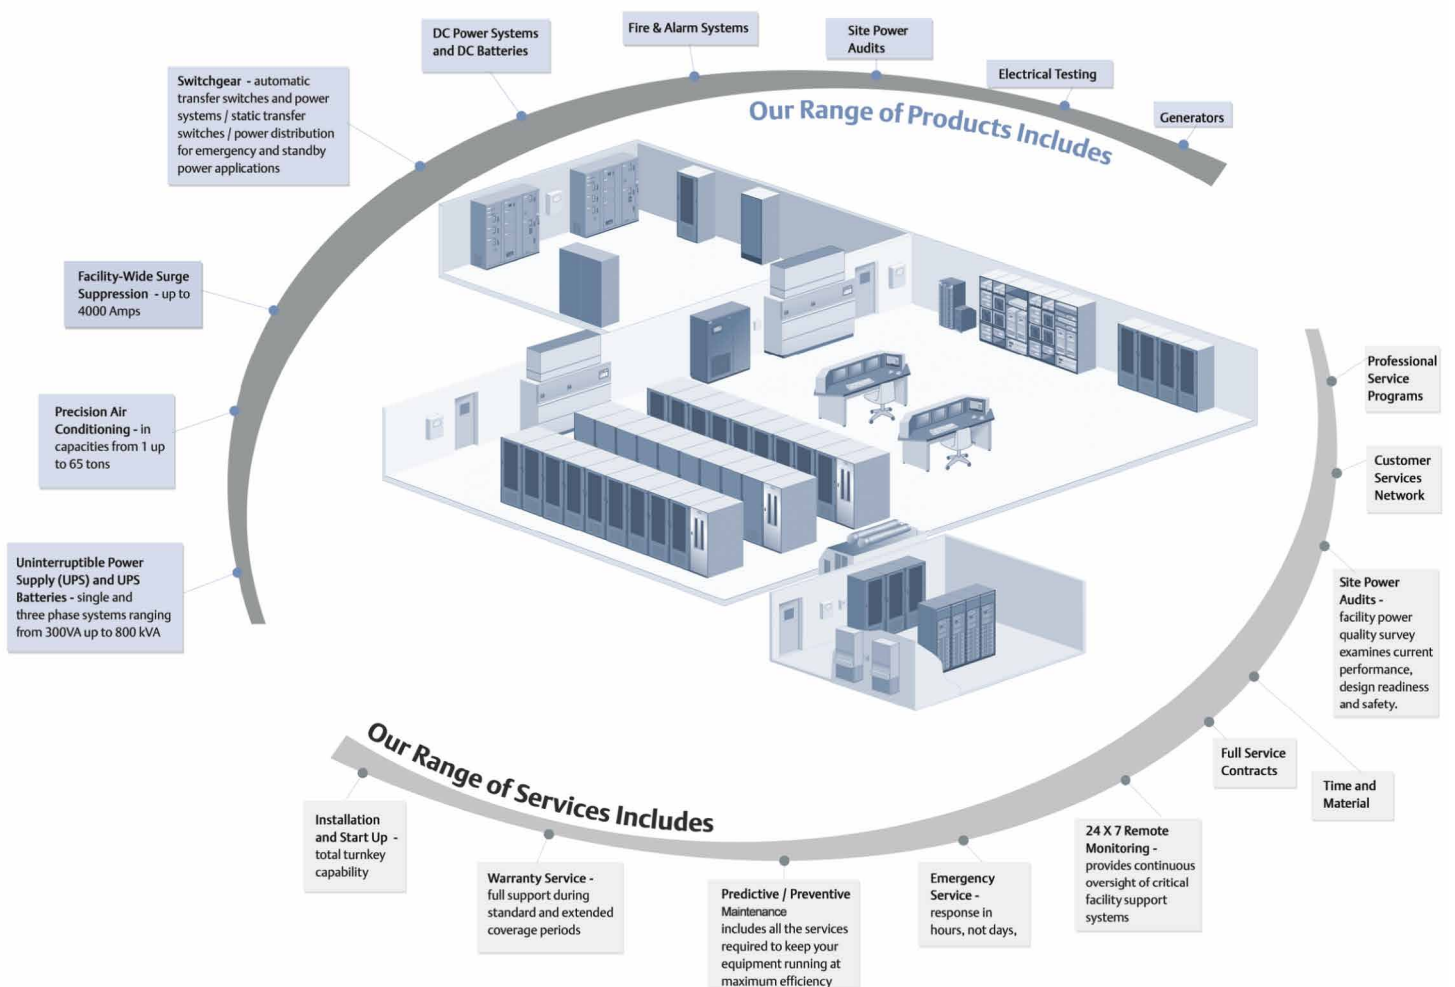 Our Range of Products Includes
Uninterruptible Power
Supply (UPS) and UPS
Batteries - single and
three phase systems ranging
from 300VA up to 800 kVA
Precision Air
Conditioning - in
capacities from 1 up
to 65 tons
Facility-Wide Surge
Suppression - up to
4000 Amps
Switchgear - automatic
transfer switches and power
systems / static transfer
switches / power distribution
for emergency and standby
power applications
DC Power Systems
and DC Batteries
Fire & Alarm Systems
Site Power
Audits
Electrical Testing
Generators
Our Range of Services Includes
Installation
and Start Up -
total turnkey
capability
Warranty Service -
full support during
standard and extended
coverage periods
Predictive / Preventive
Maintenance
includes all the services
required to keep your
equipment running at
maximum efficiency
Emergency
Service -
response in
hours, not days,
24 X 7 Remote
Monitoring -
provides continuous
oversight of critical
facility support
systems
Full Service
Contracts
Time and
Material
Site Power
Audits -
facility power
quality survey
examines current
performance,
design readiness
and safety.
Customer
Services
Network
Professional
Service
Programs